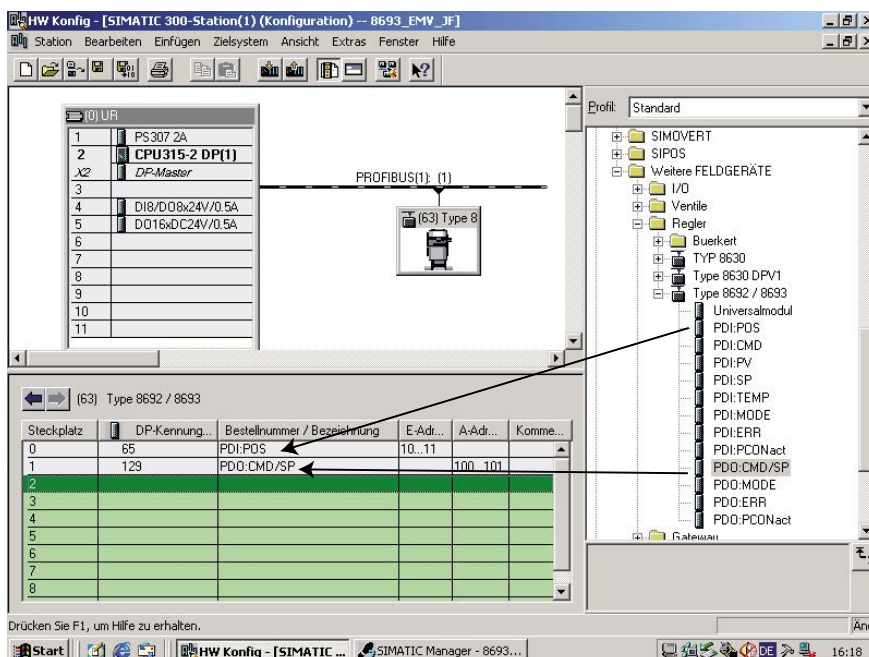 HW Konfig - [SIMATIC 300-Station(1) (Konfiguration) -- 8693_EMV_JF]
Station Bearbeiten Einfügen Zielsystem Ansicht Extras Fenster Hilfe
(0) UR
1 PS307 2A
2 CPU315-2 DP(1)
X2 DP-Master
3
4 DI8/DO8x24V/0.5A
5 DO16xDC24V/0.5A
6
7
8
9
10
11
PROFIBUS(1): (1)
(63) Type 8
Profil: Standard
SIMOVERT
SIPOS
Weitere FELDGERÄTE
I/O
Ventile
Regler
Buerkert
TYP 8630
Type 8630 DPV1
Type 8692 / 8693
Universalmodul
PDI:POS
PDI:CMD
PDI:PV
PDI:SP
PDI:TEMP
PDI:MODE
PDI:ERR
PDI:PCONact
PDO:CMD/SP
PDO:MODE
PDO:ERR
PDO:PCONact
Gateway
(63) Type 8692 / 8693
Steckplatz DP-Kennung... Bestellnummer / Bezeichnung E-Adr... A-Adr... Komme...
0 65 PDI:POS 10...11
1 129 PDO:CMD/SP 100...101
2
3
4
5
6
7
8
Drücken Sie F1, um Hilfe zu erhalten.
Än
Start HW Konfig - [SIMATIC ... SIMATIC Manager - 8693... DE 16:18